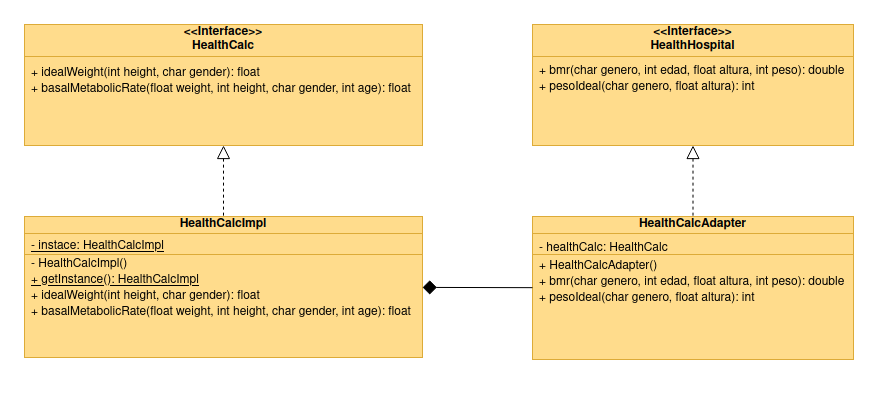 <<Interface>>
HealthCalc
+ idealWeight(int height, char gender): float
+ basalMetabolicRate(float weight, int height, char gender, int age): float
<<Interface>>
HealthHospital
+ bmr(char genero, int edad, float altura, int peso): double
+ pesoIdeal(char genero, float altura): int
HealthCalcImpl
- instace: HealthCalcImpl
- HealthCalcImpl()
+ getInstance(): HealthCalcImpl
+ idealWeight(int height, char gender): float
+ basalMetabolicRate(float weight, int height, char gender, int age): float
HealthCalcAdapter
- healthCalc: HealthCalc
+ HealthCalcAdapter()
+ bmr(char genero, int edad, float altura, int peso): double
+ pesoIdeal(char genero, float altura): int